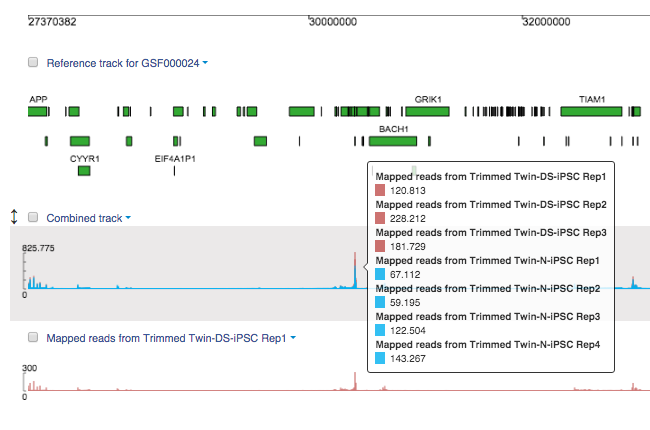 27370382 30000000 32000000
Reference track for GSF000024
APP GRIK1 TIAM1
BACH1
CYYR1 EIF4A1P1
Mapped reads from Trimmed Twin-DS-iPSC Rep1
120.813
Mapped reads from Trimmed Twin-DS-iPSC Rep2
228.212
Mapped reads from Trimmed Twin-DS-iPSC Rep3
181.729
Mapped reads from Trimmed Twin-N-iPSC Rep1
67.112
Mapped reads from Trimmed Twin-N-iPSC Rep2
59.195
Mapped reads from Trimmed Twin-N-iPSC Rep3
122.504
Mapped reads from Trimmed Twin-N-iPSC Rep4
143.267
Combined track
825.775
0
Mapped reads from Trimmed Twin-DS-iPSC Rep1
300
0